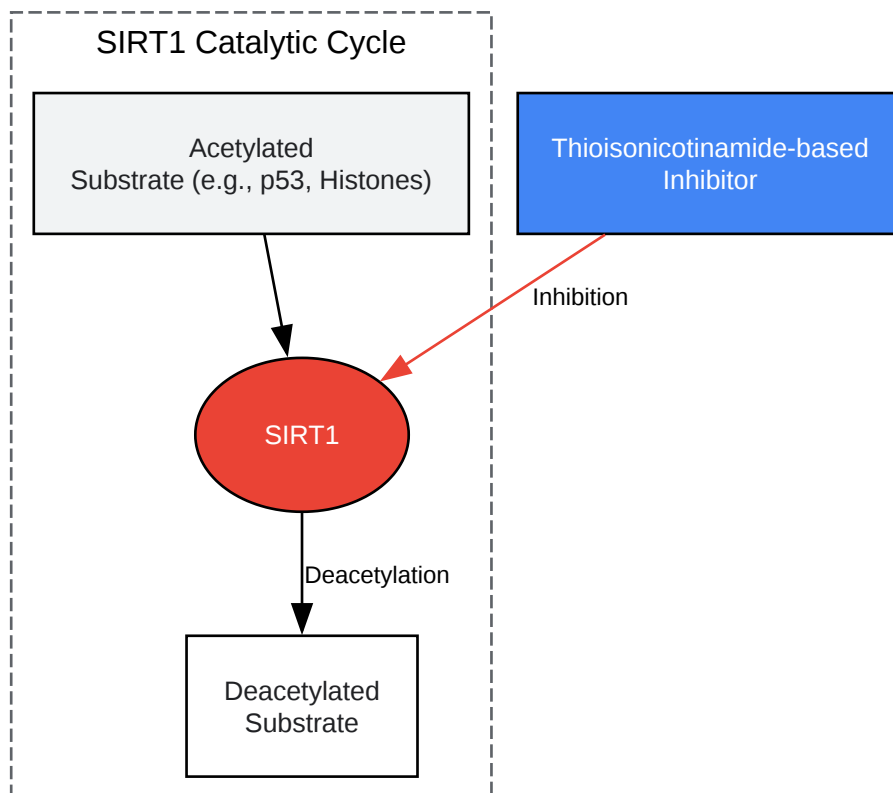 SIRT1 Catalytic Cycle
Acetylated
Substrate (e.g., p53, Histones)
Thioisonicotinamide-based
Inhibitor
Inhibition
SIRT1
Deacetylation
Deacetylated
Substrate